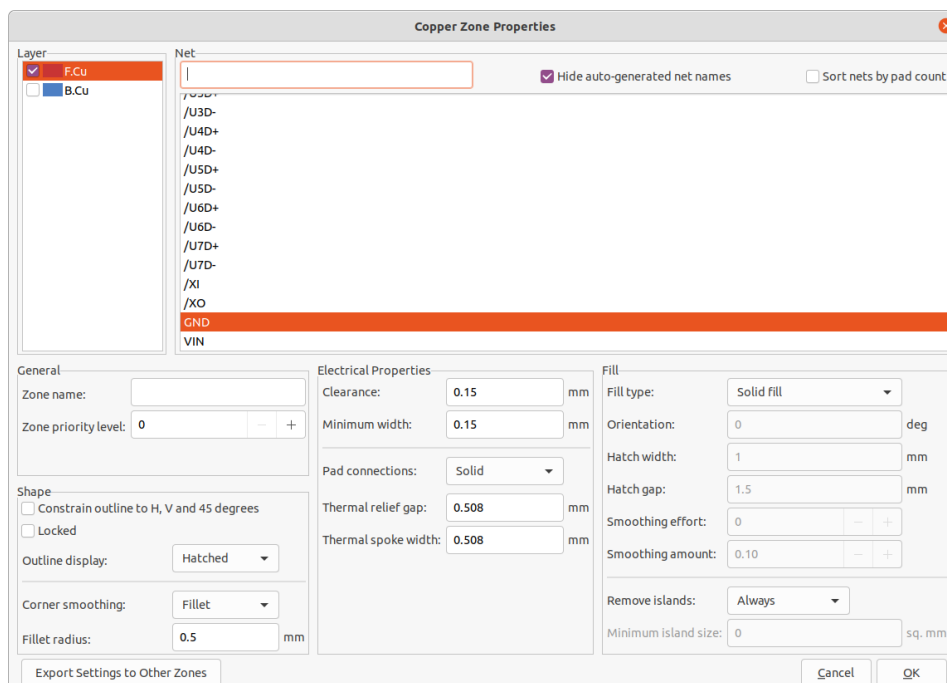 Copper Zone Properties
Layer
F.Cu
B.Cu
Net
Hide auto-generated net names
Sort nets by pad count
/U3D+
/U3D-
/U4D+
/U4D-
/U5D+
/U5D-
/U6D+
/U6D-
/U7D+
/U7D-
/XI
/XO
GND
VIN
General
Zone name:
Zone priority level: 0 − +
Shape
Constrain outline to H, V and 45 degrees
Locked
Outline display: Hatched
Corner smoothing: Fillet
Fillet radius: 0.5 mm
Electrical Properties
Clearance: 0.15 mm
Minimum width: 0.15 mm
Pad connections: Solid
Thermal relief gap: 0.508 mm
Thermal spoke width: 0.508 mm
Fill
Fill type: Solid fill
Orientation: 0 deg
Hatch width: 1 mm
Hatch gap: 1.5 mm
Smoothing effort: 0 − +
Smoothing amount: 0.10 − +
Remove islands: Always
Minimum island size: 0 sq. mm
Export Settings to Other Zones
Cancel
OK